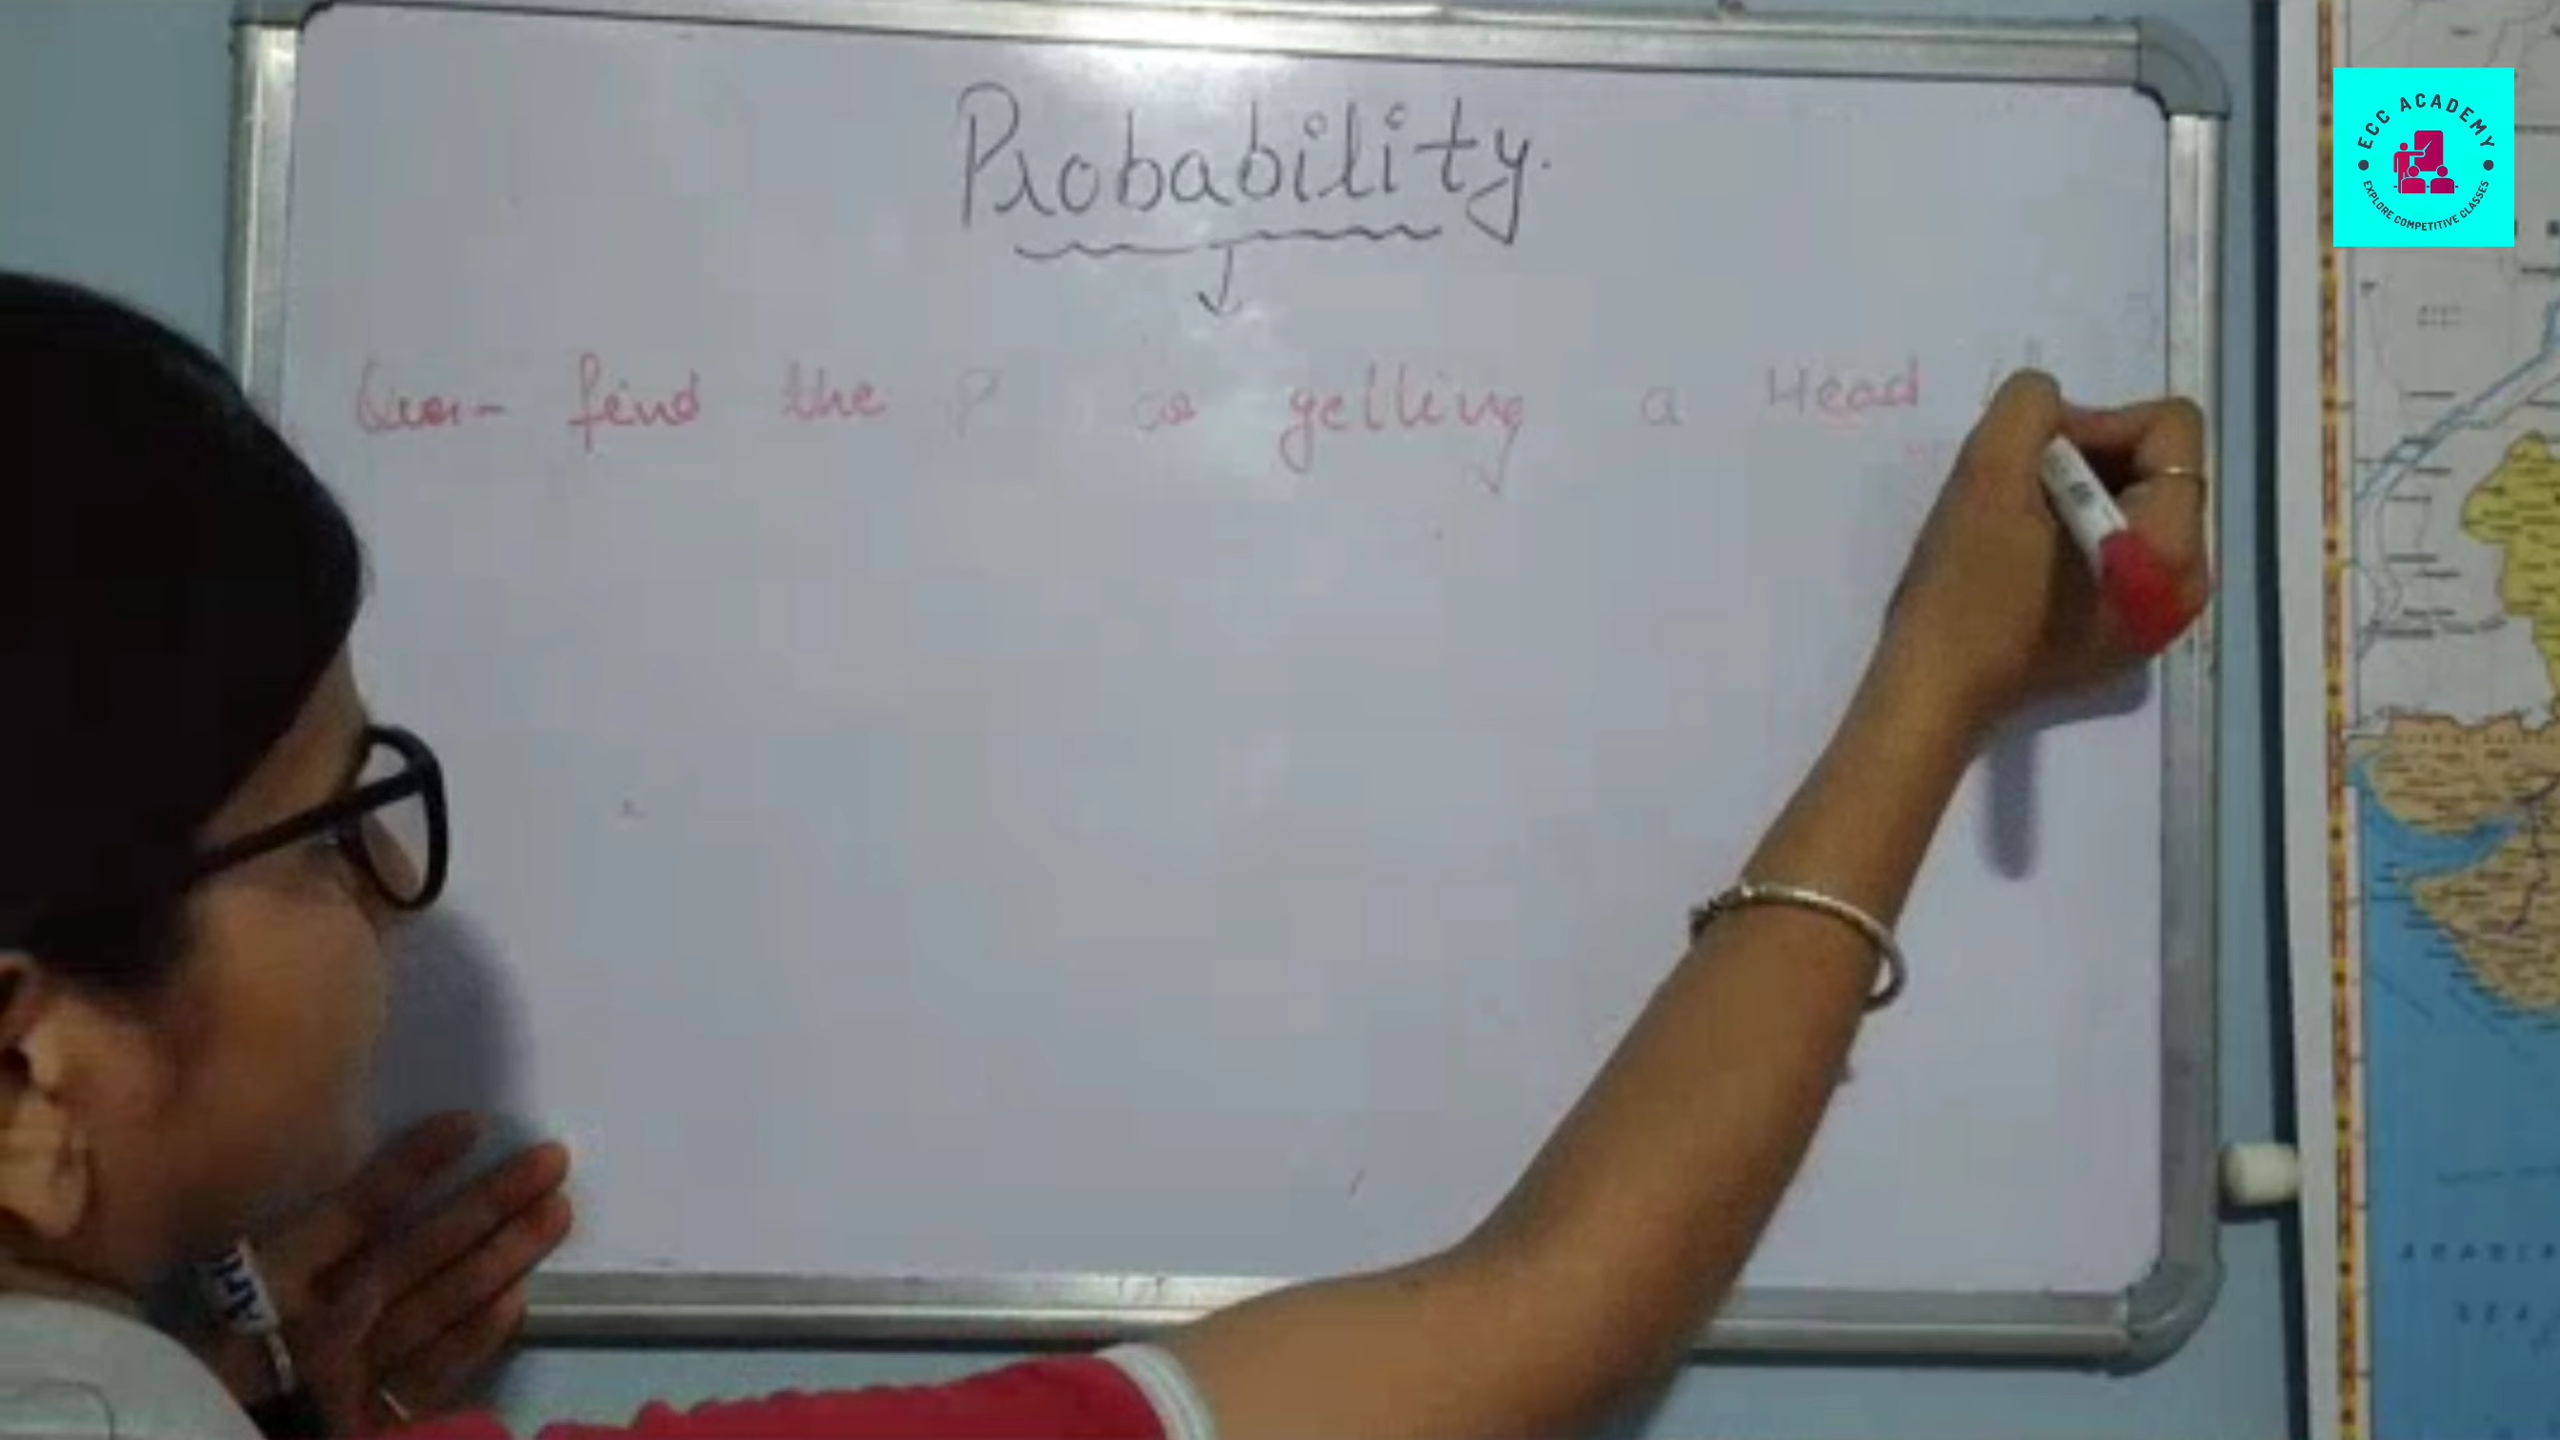 Probability.
Ques- find the P of getting a Head
ECC ACADEMY
EXPLORE COMPETITIVE CLASSES